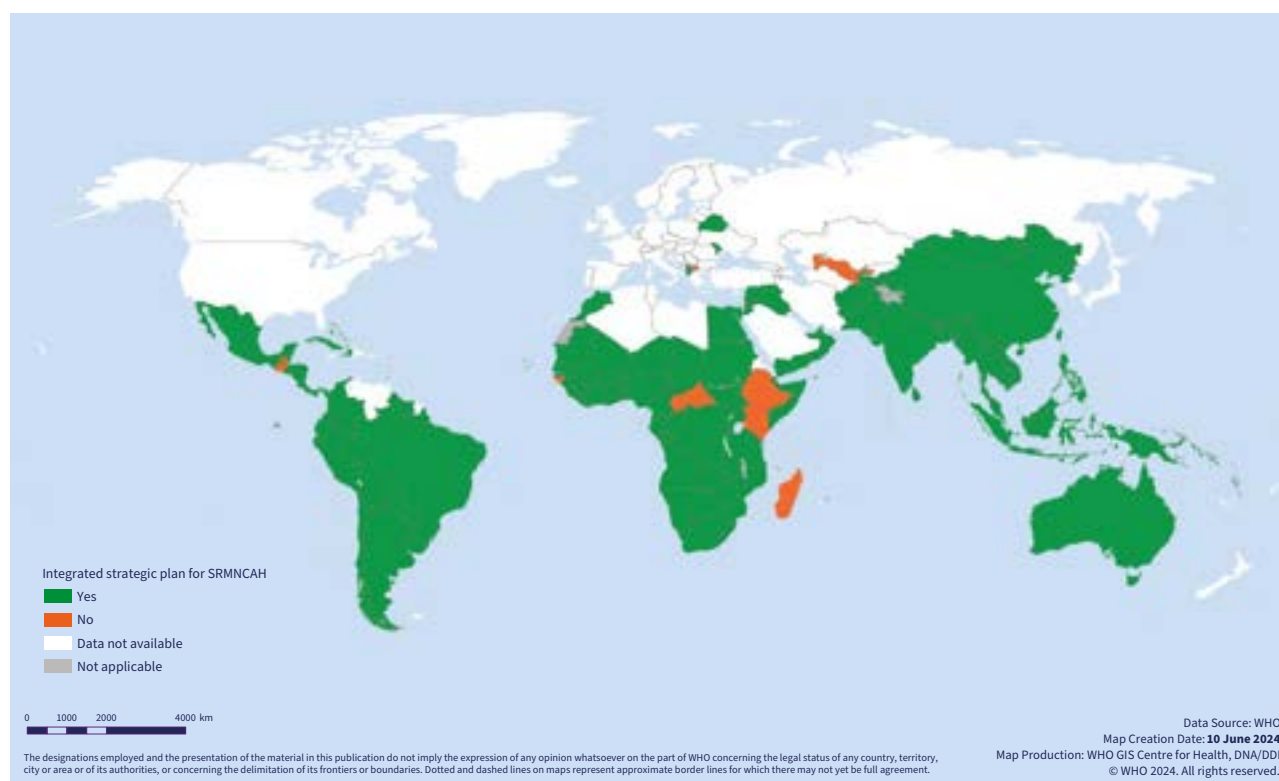 Integrated strategic plan for SRMNCAH
Yes
No
Data not available
Not applicable
0 1000 2000 4000 km
The designations employed and the presentation of the material in this publication do not imply the expression of any opinion whatsoever on the part of WHO concerning the legal status of any country, territory,
city or area or of its authorities, or concerning the delimitation of its frontiers or boundaries. Dotted and dashed lines on maps represent approximate border lines for which there may not yet be full agreement.
Data Source: WHO
Map Creation Date: 10 June 2024
Map Production: WHO GIS Centre for Health, DNA/DDI
© WHO 2024. All rights reserved.